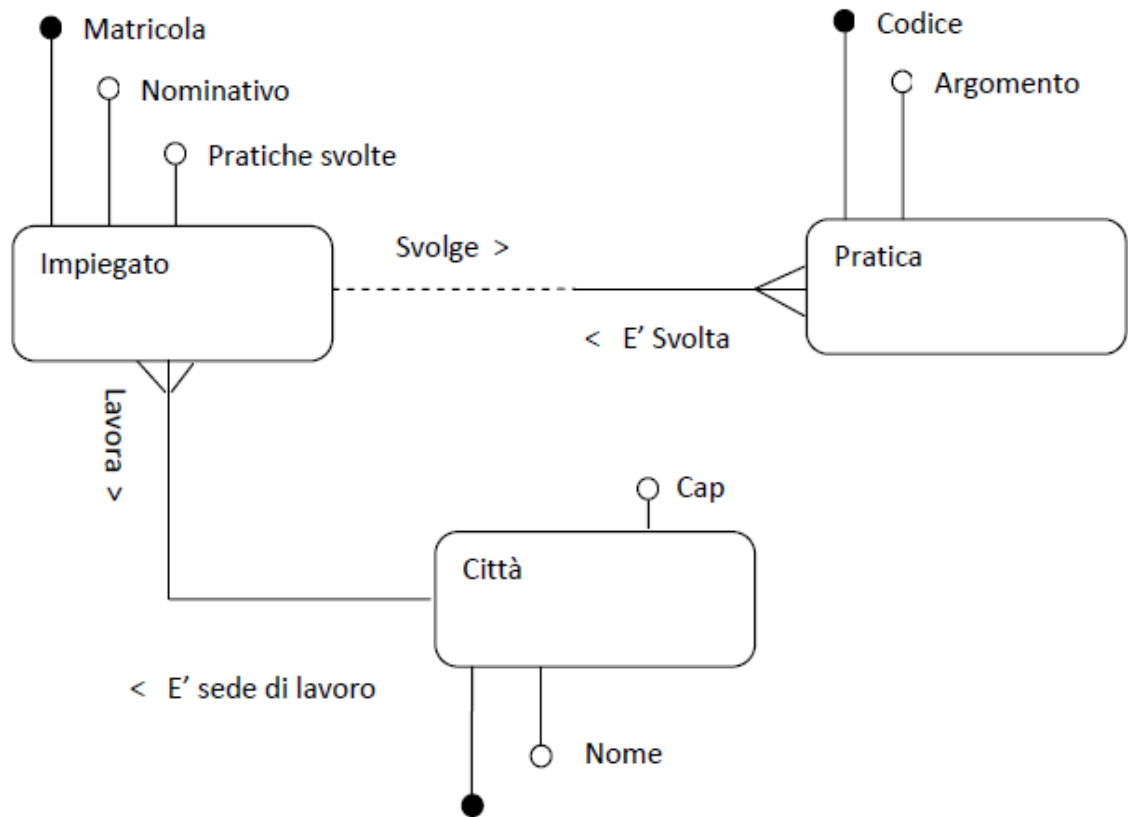 Matricola
Nominativo
Pratiche svolte
Codice
Argomento
Impiegato
Svolge >
Pratica
< E’ Svolta
Lavora >
Cap
Città
< E’ sede di lavoro
Nome